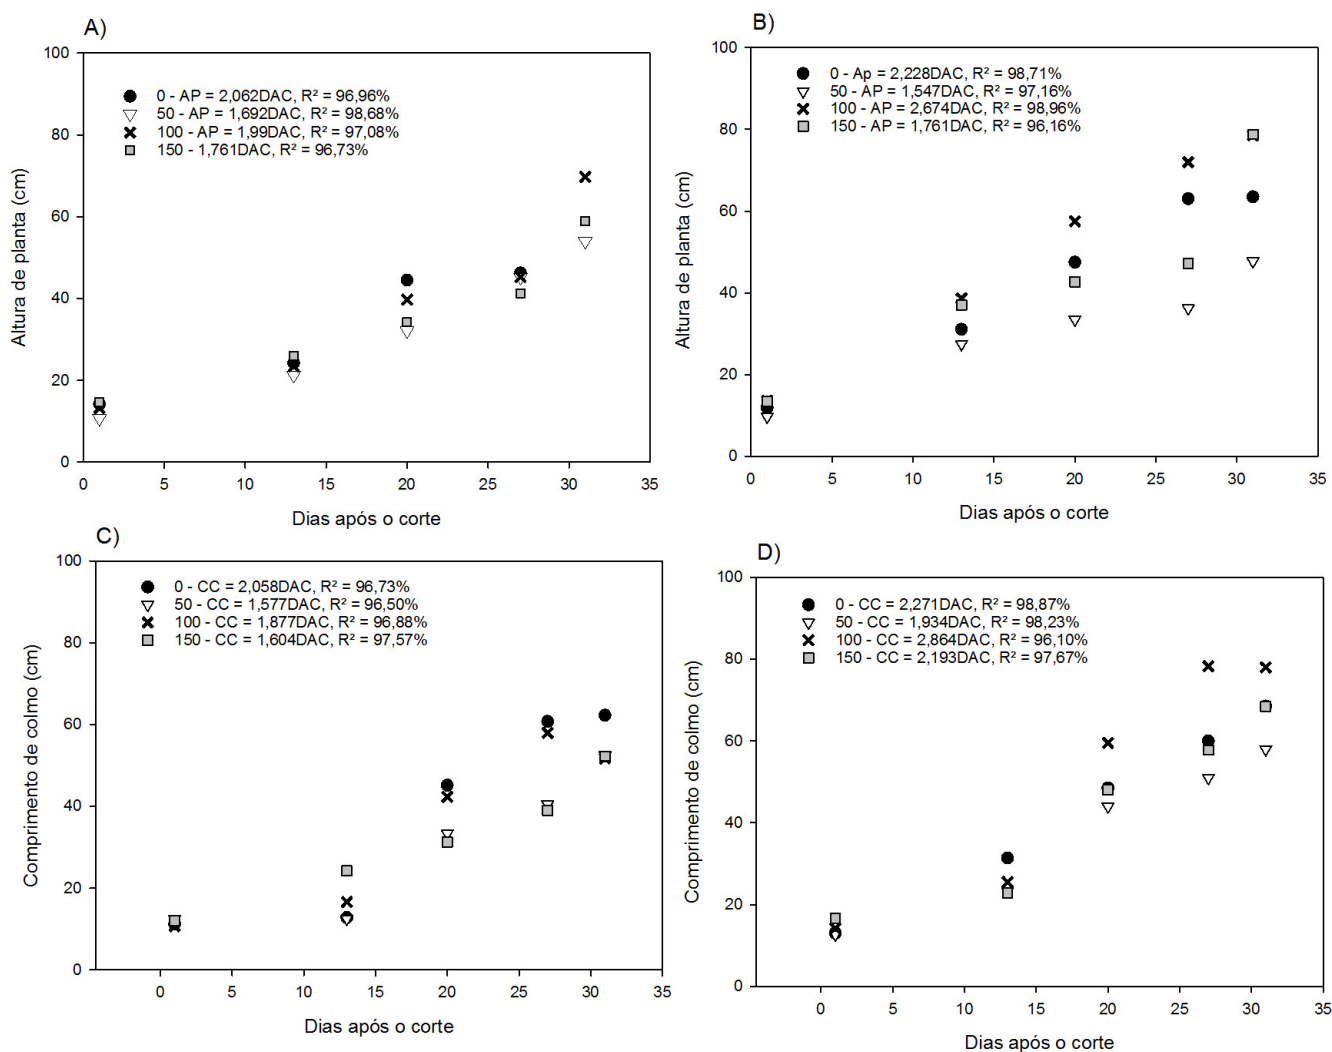 A)
0 - AP = 2,062DAC, R² = 96,96%
50 - AP = 1,692DAC, R² = 98,68%
100 - AP = 1,99DAC, R² = 97,08%
150 - 1,761DAC, R² = 96,73%
Altura de planta (cm)
100
80
60
40
20
0
0 5 10 15 20 25 30 35
Dias após o corte
B)
0 - Ap = 2,228DAC, R² = 98,71%
50 - AP = 1,547DAC, R² = 97,16%
100 - AP = 2,674DAC, R² = 98,96%
150 - AP = 1,761DAC, R² = 96,16%
Altura de planta (cm)
100
80
60
40
20
0
0 5 10 15 20 25 30 35
Dias após o corte
C)
0 - CC = 2,058DAC, R² = 96,73%
50 - CC = 1,577DAC, R² = 96,50%
100 - CC = 1,877DAC, R² = 96,88%
150 - CC = 1,604DAC, R² = 97,57%
Comprimento de colmo (cm)
100
80
60
40
20
0
0 5 10 15 20 25 30 35
Dias após o corte
D)
0 - CC = 2,271DAC, R² = 98,87%
50 - CC = 1,934DAC, R² = 98,23%
100 - CC = 2,864DAC, R² = 96,10%
150 - CC = 2,193DAC, R² = 97,67%
Comprimento de colmo (cm)
100
80
60
40
20
0
0 5 10 15 20 25 30 35
Dias após o corte